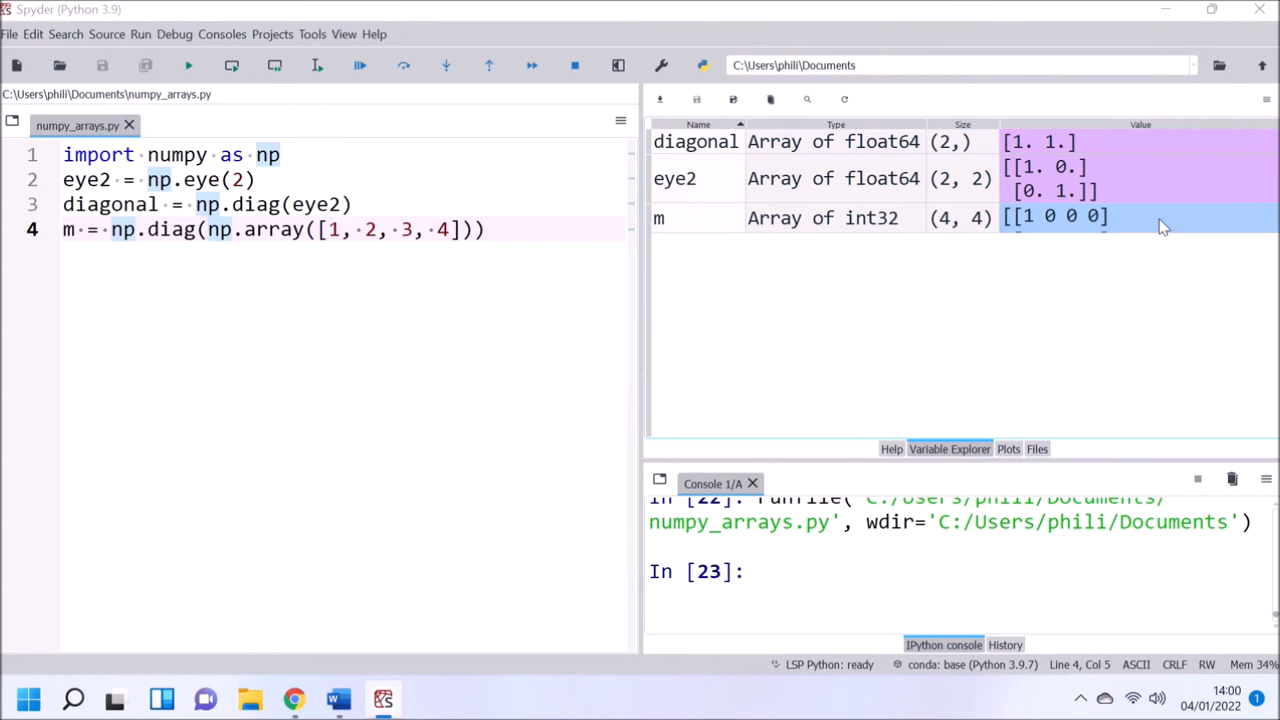 Spyder (Python 3.9)
File Edit Search Source Run Debug Consoles Projects Tools View Help
C:\Users\phili\Documents
C:\Users\phili\Documents\numpy_arrays.py
numpy_arrays.py
1 import numpy as np
2 eye2 = np.eye(2)
3 diagonal = np.diag(eye2)
4 m = np.diag(np.array([1, 2, 3, 4]))
Name Type Size Value
diagonal Array of float64 (2,) [1. 1.]
eye2 Array of float64 (2, 2) [[1. 0.]
[0. 1.]]
m Array of int32 (4, 4) [[1 0 0 0]
Help Variable Explorer Plots Files
Console 1/A
In [22]: runfile('C:/Users/phili/Documents/
numpy_arrays.py', wdir='C:/Users/phili/Documents')
In [23]:
IPython console History
LSP Python: ready conda: base (Python 3.9.7) Line 4, Col 5 ASCII CRLF RW Mem 34%
14:00
04/01/2022
1